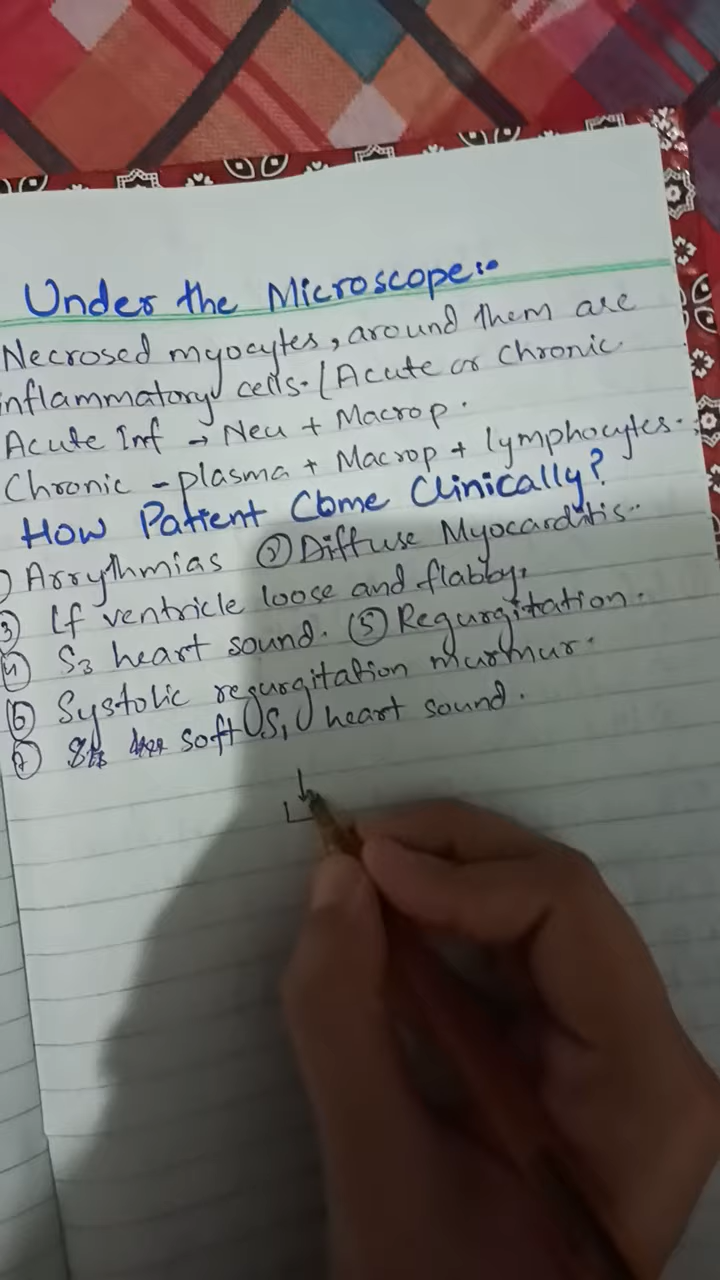 Under the Microscope:-
Necrosed myocytes, around them are
inflammatory cells. (Acute or chronic
Acute Inf → Neu + Macrop.
Chronic - plasma + Macrop + lymphocytes.
How Patient Come Clinically?
1) Arrythmias ② Diffuse Myocarditis..
③ If ventricle loose and flabby,
④ S₃ heart sound. ⑤ Regurgitation.
⑥ Systolic regurgitation murmur.
⑦ soft S₁ heart sound.